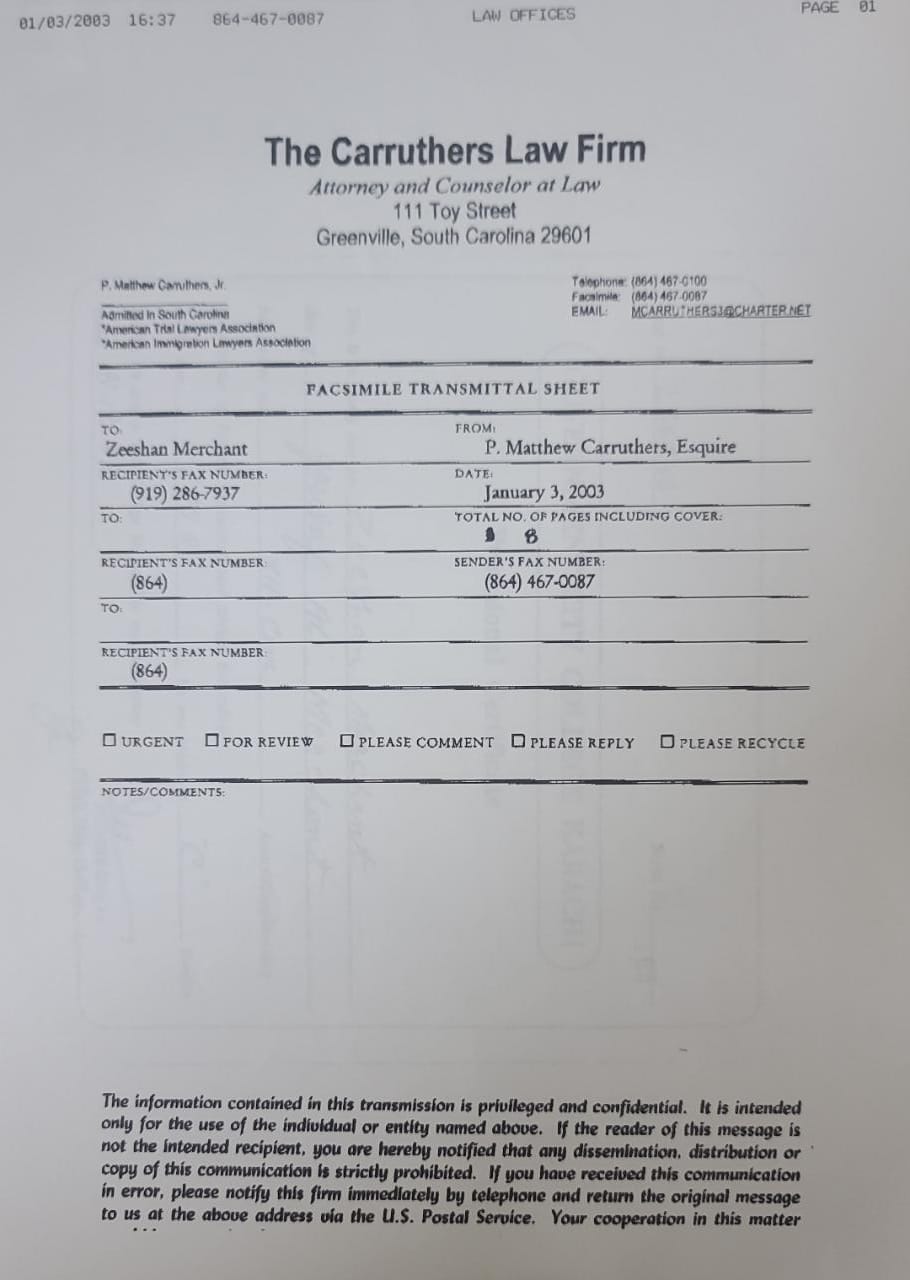 01/03/2003 16:37 864-467-0087 LAW OFFICES PAGE 01
The Carruthers Law Firm
Attorney and Counselor at Law
111 Toy Street
Greenville, South Carolina 29601
P. Matthew Carruthers, Jr.
Telephone: (864) 467-0100
Facsimile: (864) 467-0087
EMAIL: MCARRUTHERS3@CHARTER.NET
Admitted In South Carolina
*American Trial Lawyers Association
*American Immigration Lawyers Association
FACSIMILE TRANSMITTAL SHEET
TO: FROM:
Zeeshan Merchant P. Matthew Carruthers, Esquire
RECIPIENT'S FAX NUMBER: DATE:
(919) 286-7937 January 3, 2003
TO: TOTAL NO. OF PAGES INCLUDING COVER:
8
RECIPIENT'S FAX NUMBER: SENDER'S FAX NUMBER:
(864) (864) 467-0087
TO:
RECIPIENT'S FAX NUMBER:
(864)
☐ URGENT ☐ FOR REVIEW ☐ PLEASE COMMENT ☐ PLEASE REPLY ☐ PLEASE RECYCLE
NOTES/COMMENTS:
The information contained in this transmission is privileged and confidential. It is intended
only for the use of the individual or entity named above. If the reader of this message is
not the intended recipient, you are hereby notified that any dissemination, distribution or
copy of this communication is strictly prohibited. If you have received this communication
in error, please notify this firm immediately by telephone and return the original message
to us at the above address via the U.S. Postal Service. Your cooperation in this matter